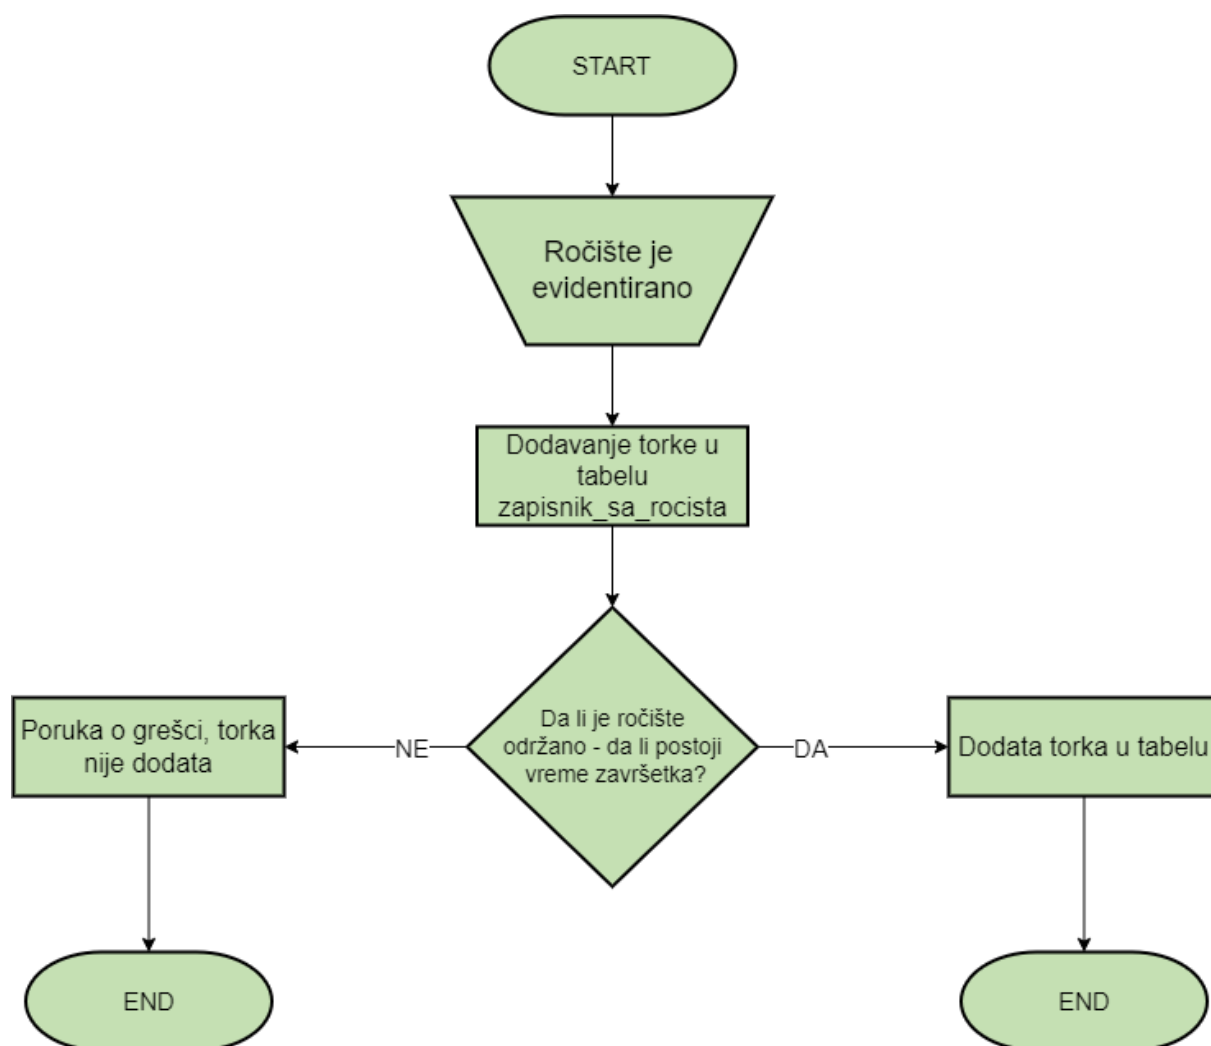 START
Ročište je
evidentirano
Dodavanje torke u
tabelu
zapisnik_sa_rocista
Da li je ročište
održano - da li postoji
vreme završetka?
NE
DA
Poruka o grešci, torka
nije dodata
Dodata torka u tabelu
END
END